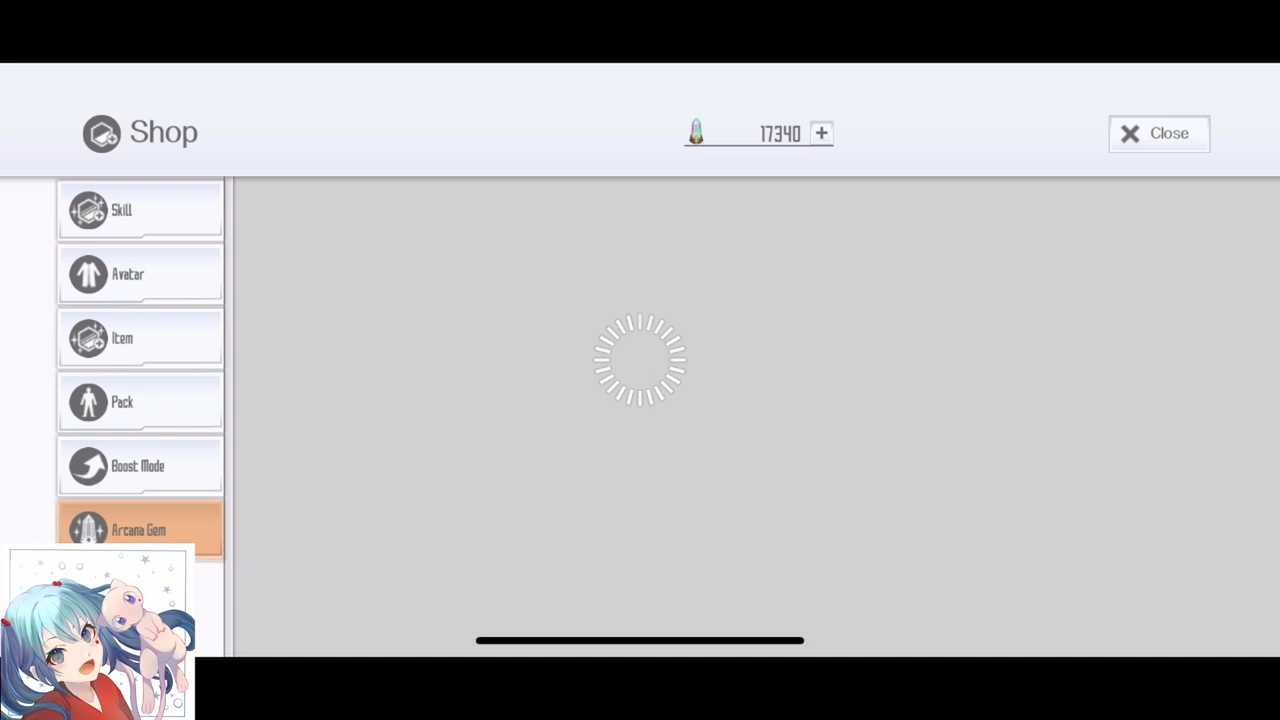 Shop
17340
Close
Skill
Avatar
Item
Pack
Boost Mode
Arcana Gem